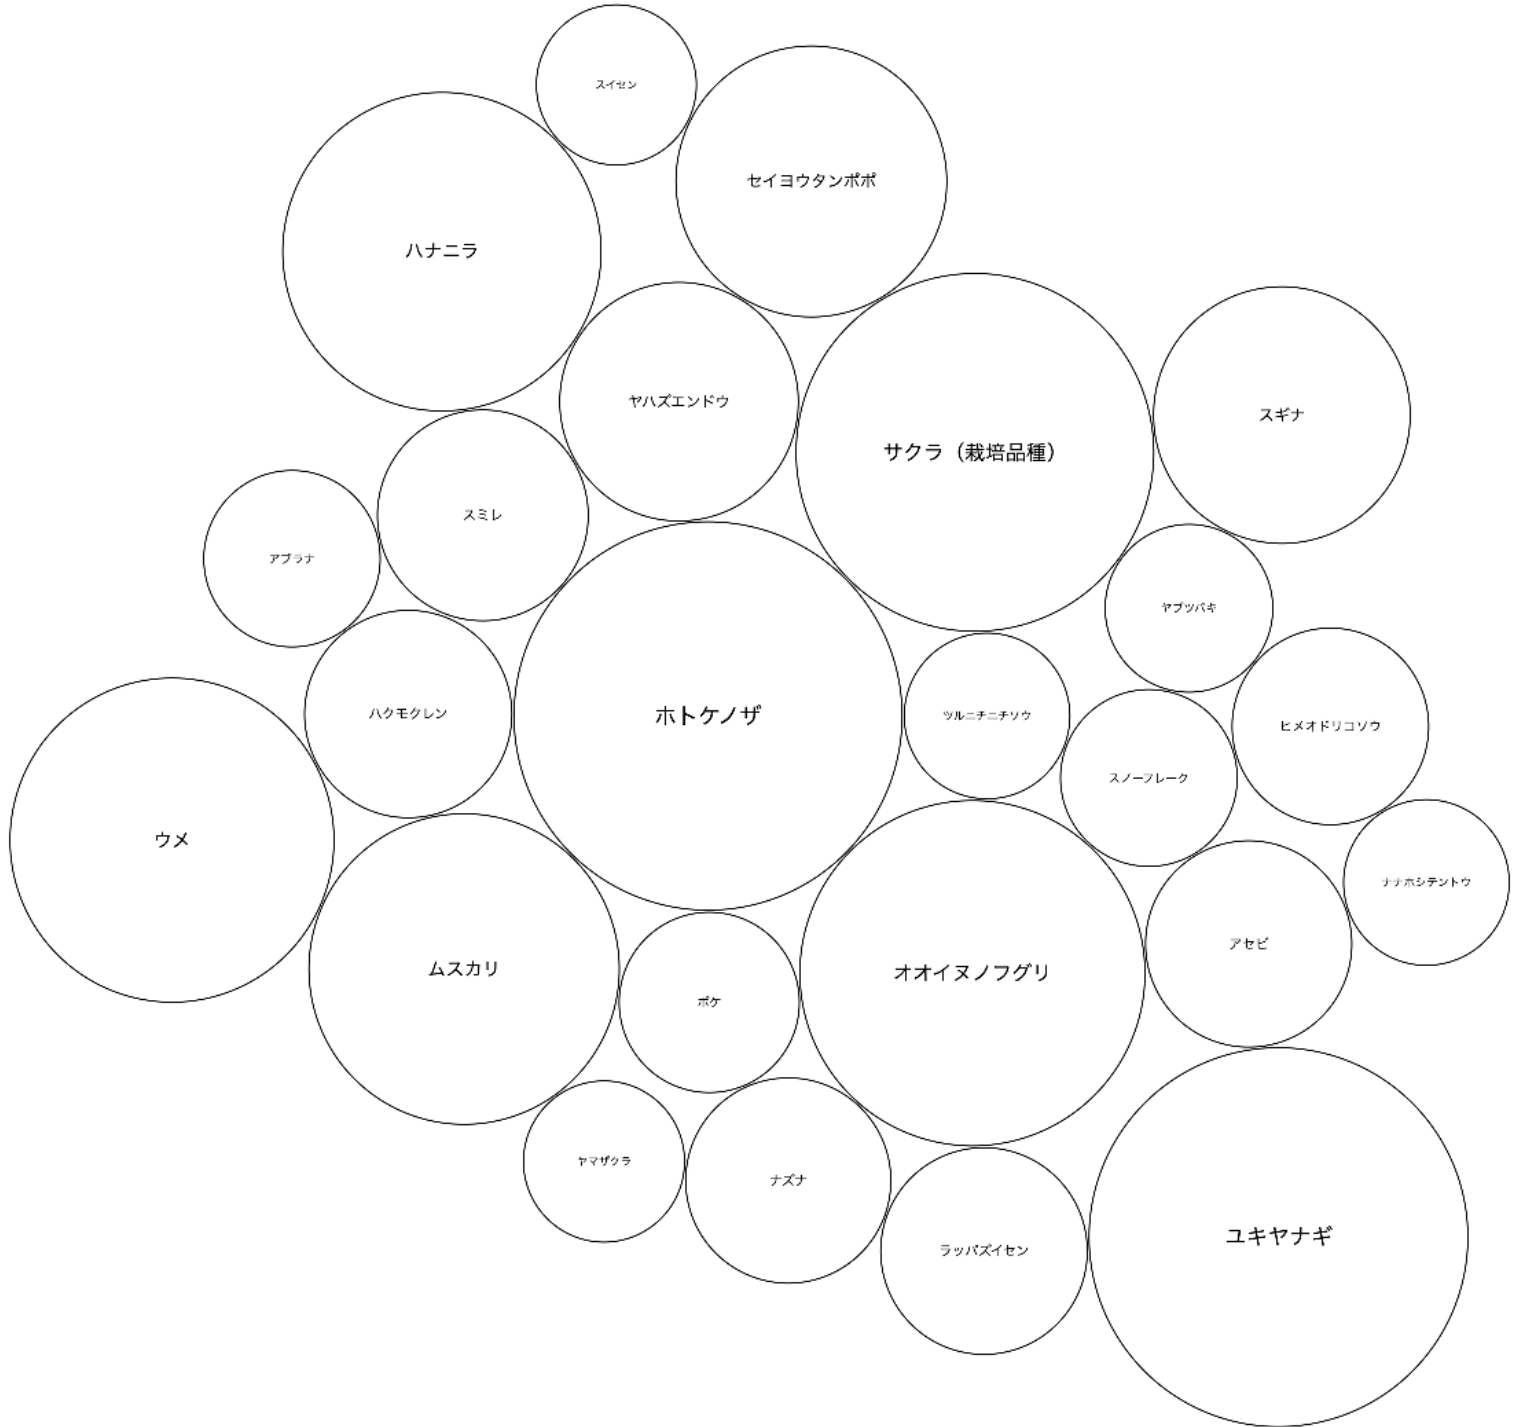 スイセン
セイヨウタンポポ
ハナニラ
ヤハズエンドウ
スギナ
サクラ（栽培品種）
スミレ
アブラナ
ヤブツバキ
ハクモクレン
ホトケノザ
ツルニチニチソウ
ヒメオドリコソウ
スノーフレーク
ウメ
ナナホシテントウ
アセビ
ムスカリ
オオイヌノフグリ
ボケ
ヤマザクラ
ナズナ
ユキヤナギ
ラッパズイセン